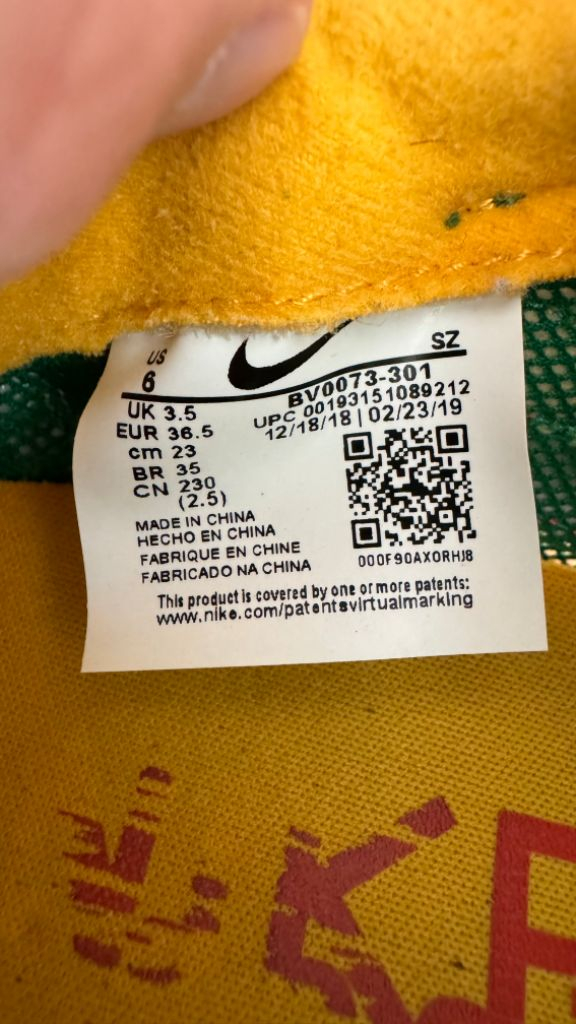 US SZ
6
BV0073-301
UPC 00193151089212
12/18/18 | 02/23/19
UK 3.5
EUR 36.5
cm 23
BR 35
CN 230
(2.5)
MADE IN CHINA
HECHO EN CHINA
FABRIQUE EN CHINE
FABRICADO NA CHINA
000F90AXORHJ8
This product is covered by one or more patents:
www.nike.com/patentsvirtualmarking